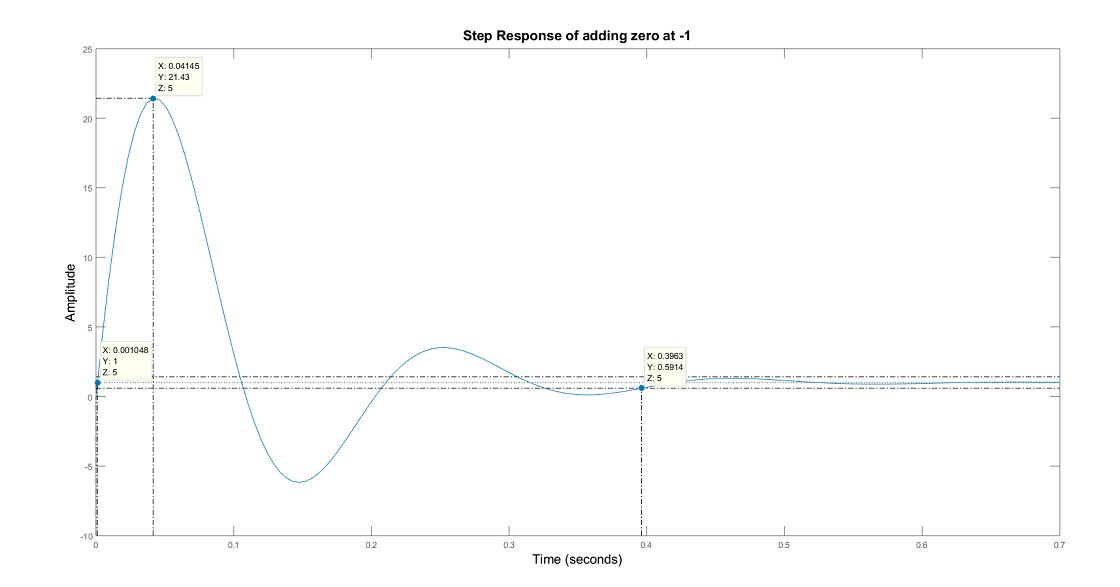 Step Response of adding zero at -1
25
20
15
10
5
0
-5
-10
Amplitude
X: 0.04145
Y: 21.43
Z: 5
X: 0.001048
Y: 1
Z: 5
X: 0.3963
Y: 0.5914
Z: 5
0
0.1
0.2
0.3
0.4
0.5
0.6
0.7
Time (seconds)